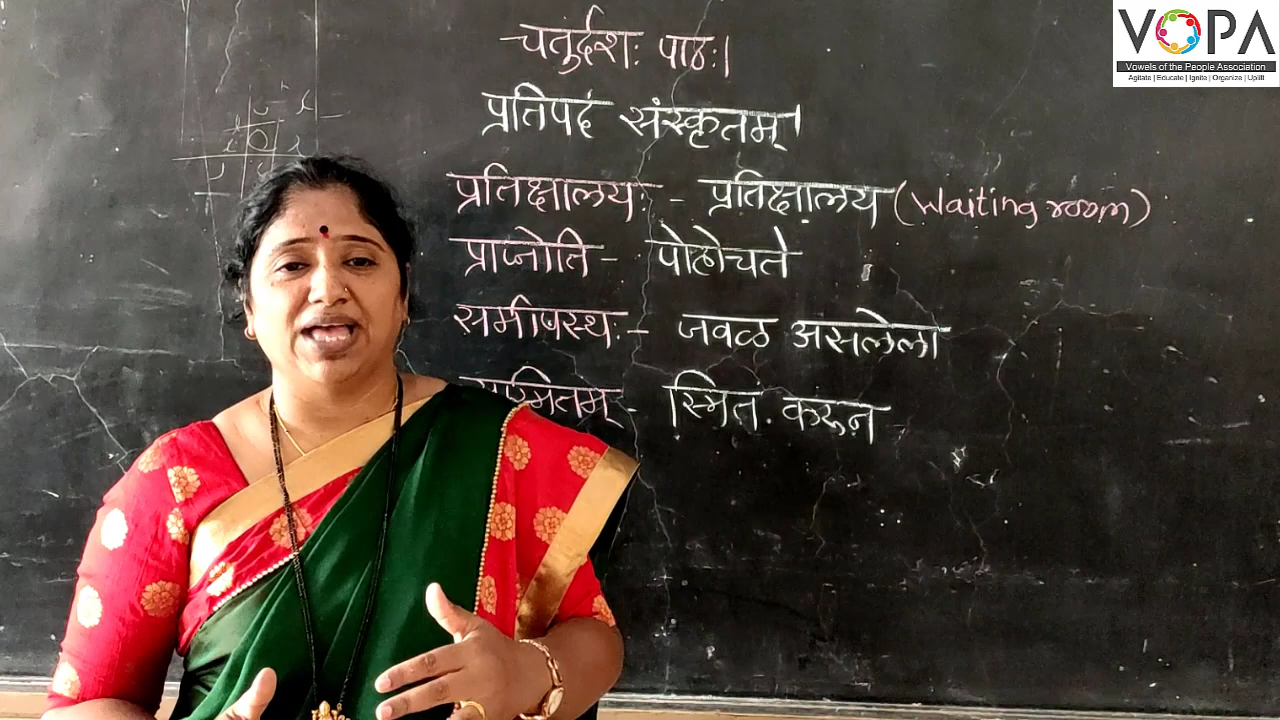 चतुर्दशः पाठः।
प्रतिपदं संस्कृतम्।
प्रतिक्षालयः - प्रतिक्षालय (Waiting room)
प्राप्नोति - पोहोचते
समीपस्थः - जवळ असलेला
- स्मित करून
VOPA
Vowels of the People Association
Agitate | Educate | Ignite | Organize | Uplift